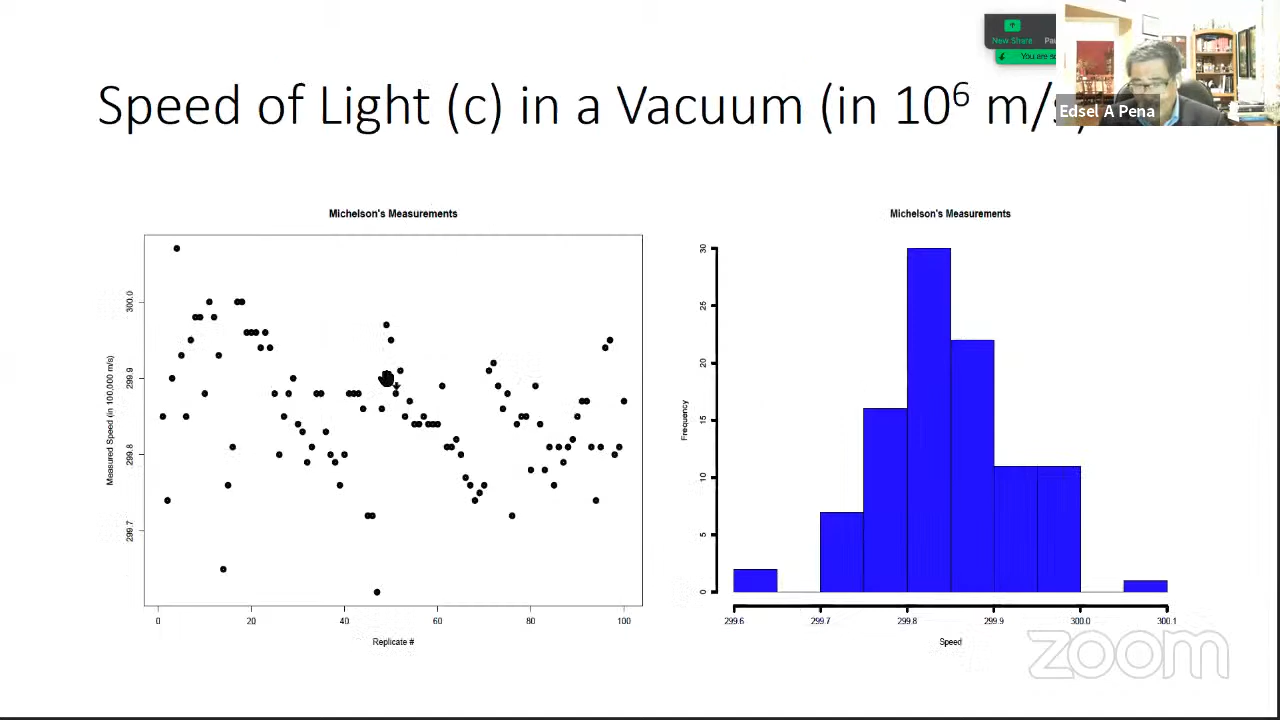 New Share
Speed of Light (c) in a Vacuum (in 10⁶ m/s)
Edsel A Pena
Michelson's Measurements
Measured Speed (in 100,000 m/s)
300.0
299.9
299.8
299.7
0 20 40 60 80 100
Replicate #
Michelson's Measurements
Frequency
30
25
20
15
10
5
0
299.6 299.7 299.8 299.9 300.0 300.1
Speed
zoom